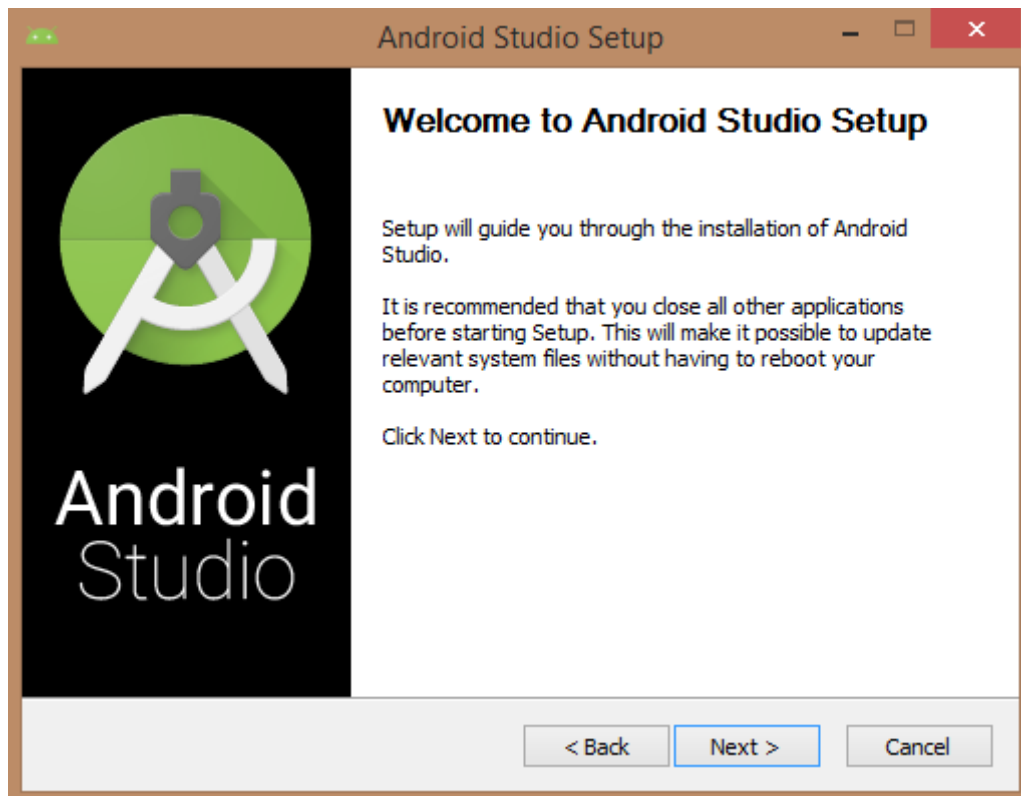 Android Studio Setup
Welcome to Android Studio Setup
Setup will guide you through the installation of Android
Studio.
It is recommended that you close all other applications
before starting Setup. This will make it possible to update
relevant system files without having to reboot your
computer.
Click Next to continue.
Android
Studio
< Back
Next >
Cancel